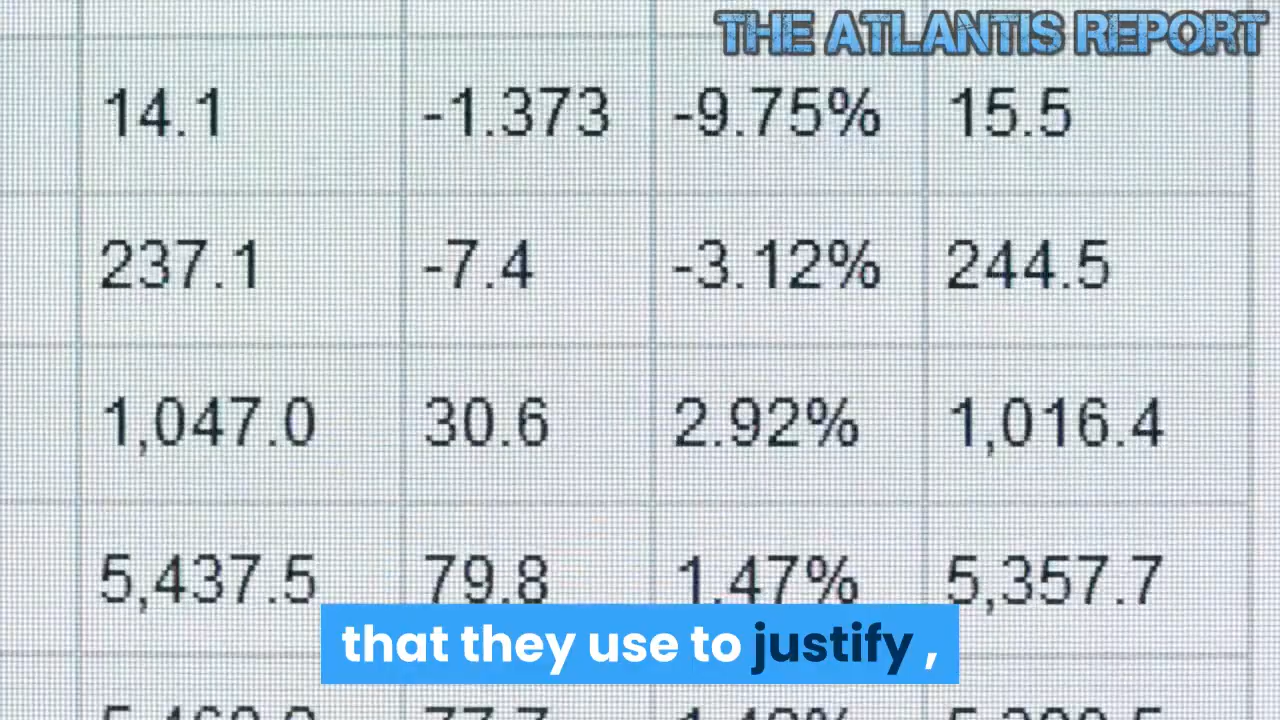 THE ATLANTIS REPORT
14.1 -1.373 -9.75% 15.5
237.1 -7.4 -3.12% 244.5
1,047.0 30.6 2.92% 1,016.4
5,437.5 79.8 1.47% 5,357.7
that they use to justify ,